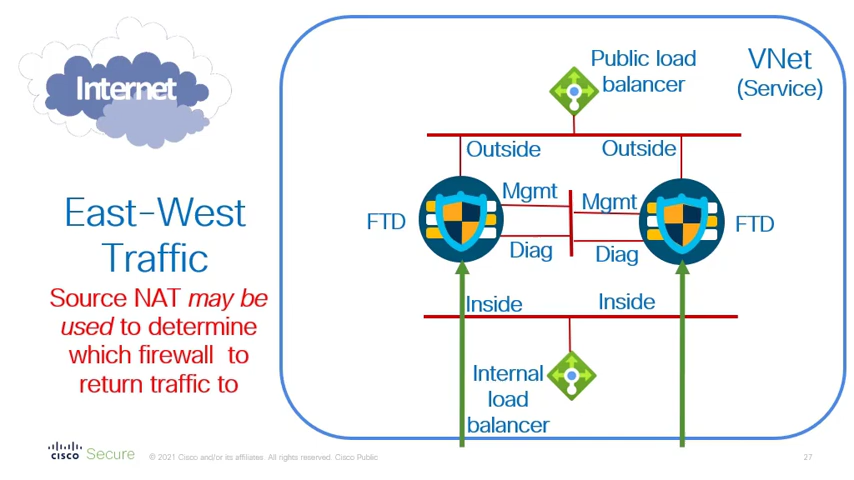 Internet
East-West
Traffic
Source NAT may be
used to determine
which firewall to
return traffic to
Public load
balancer
VNet
(Service)
Outside
Outside
FTD
Mgmt
Mgmt
FTD
Diag
Diag
Inside
Inside
Internal
load
balancer
cisco Secure
© 2021 Cisco and/or its affiliates. All rights reserved. Cisco Public
27